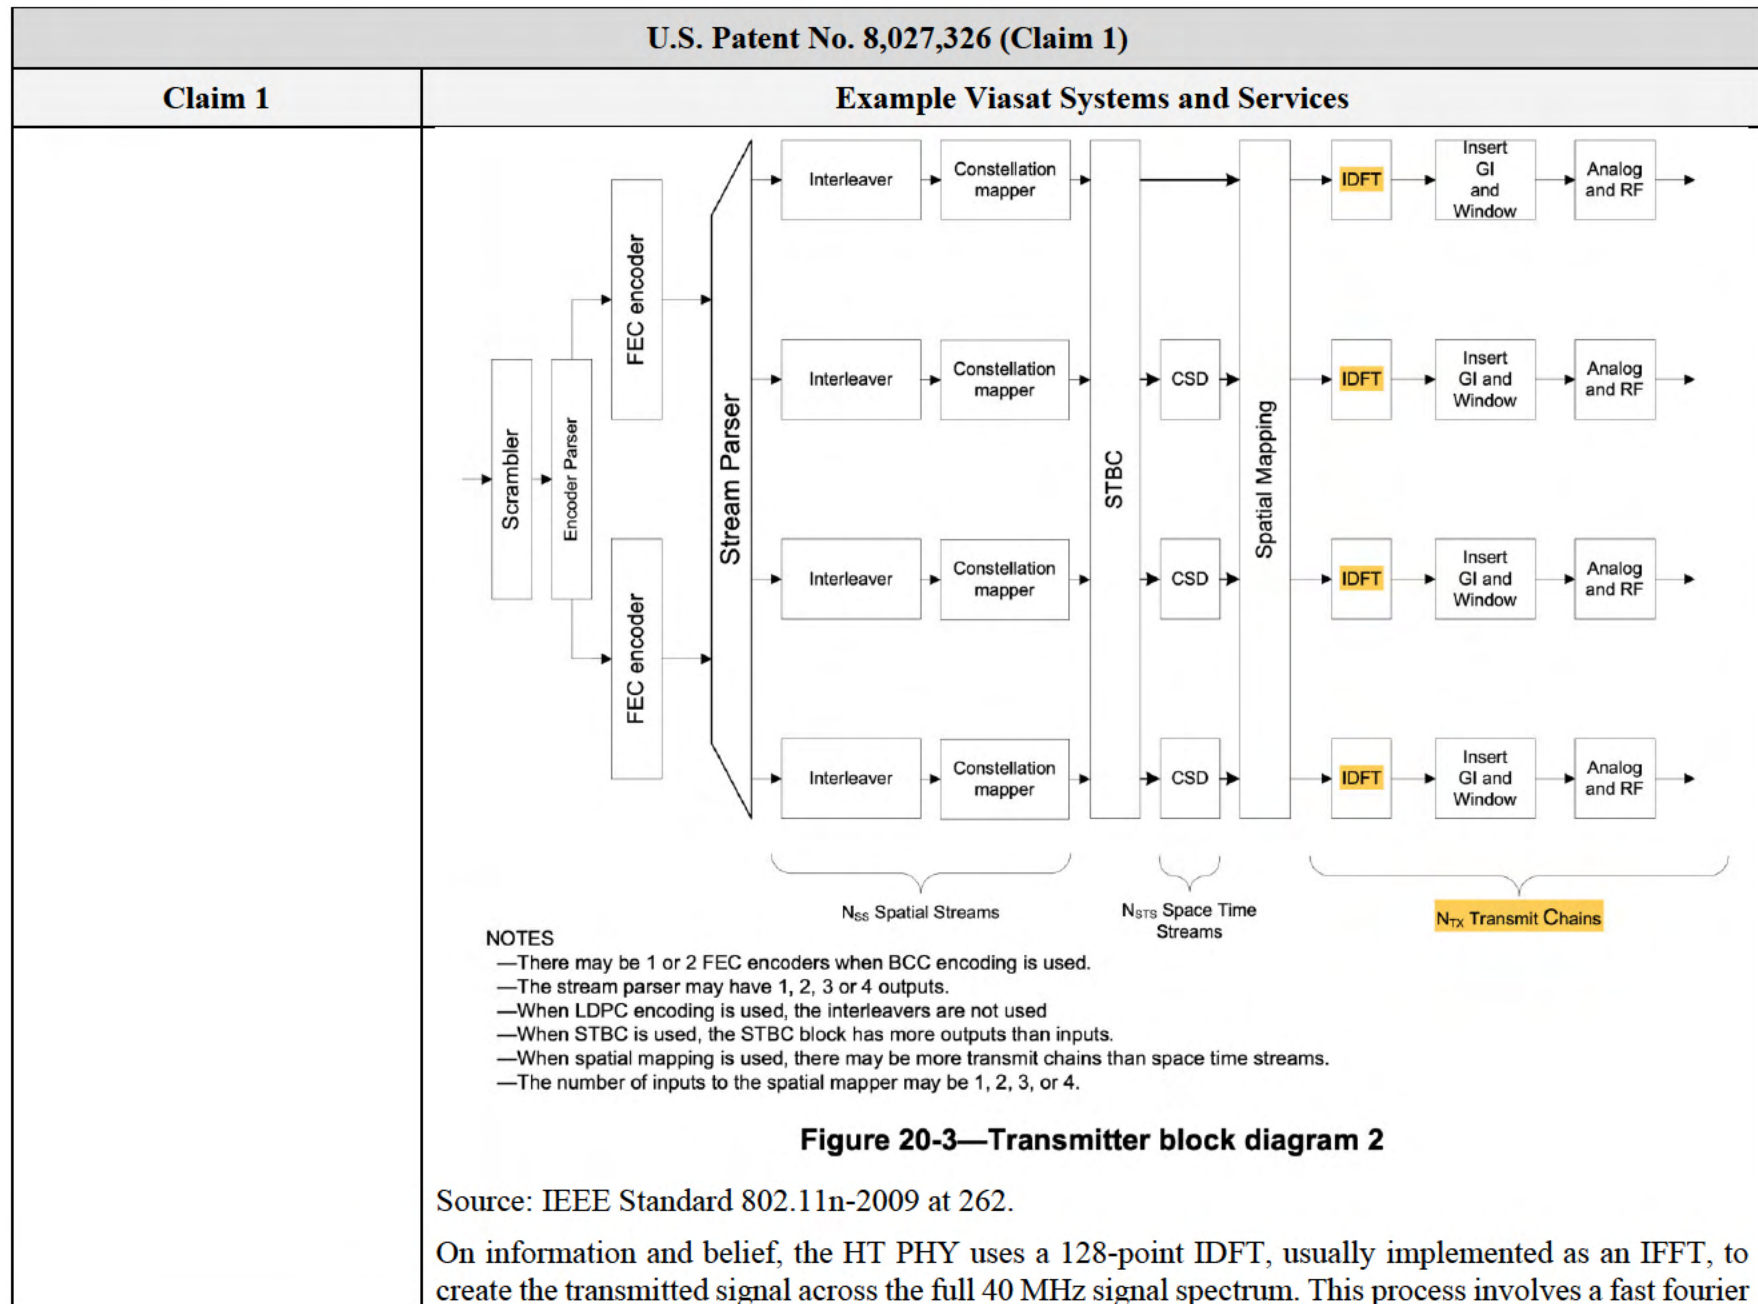 U.S. Patent No. 8,027,326 (Claim 1)
Claim 1
Example Viasat Systems and Services
Scrambler
Encoder Parser
FEC encoder
FEC encoder
Stream Parser
Interleaver
Constellation
mapper
STBC
Spatial Mapping
IDFT
Insert
GI
and
Window
Analog
and RF
Interleaver
Constellation
mapper
CSD
IDFT
Insert
GI and
Window
Analog
and RF
Interleaver
Constellation
mapper
CSD
IDFT
Insert
GI and
Window
Analog
and RF
Interleaver
Constellation
mapper
CSD
IDFT
Insert
GI and
Window
Analog
and RF
NSS Spatial Streams
NSTS Space Time
Streams
NTX Transmit Chains
NOTES
—There may be 1 or 2 FEC encoders when BCC encoding is used.
—The stream parser may have 1, 2, 3 or 4 outputs.
—When LDPC encoding is used, the interleavers are not used
—When STBC is used, the STBC block has more outputs than inputs.
—When spatial mapping is used, there may be more transmit chains than space time streams.
—The number of inputs to the spatial mapper may be 1, 2, 3, or 4.
Figure 20-3—Transmitter block diagram 2
Source: IEEE Standard 802.11n-2009 at 262.
On information and belief, the HT PHY uses a 128-point IDFT, usually implemented as an IFFT, to
create the transmitted signal across the full 40 MHz signal spectrum. This process involves a fast fourier